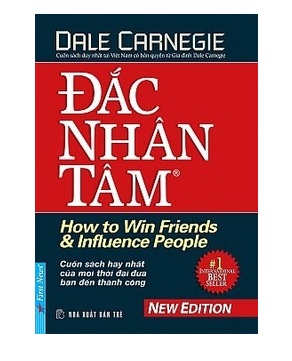 DALE CARNEGIE
Cuốn sách duy nhất tại Việt Nam có bản quyền từ Gia đình Dale Carnegie
ĐẮC
NHÂN
TÂM®
How to Win Friends
& Influence People
Cuốn sách hay nhất
của mọi thời đại đưa
bạn đến thành công
#1
INTERNATIONAL
BEST
SELLER
First News
NHÀ XUẤT BẢN TRẺ
NEW EDITION